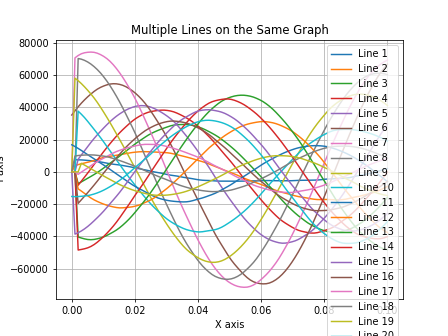 Multiple Lines on the Same Graph
80000
60000
40000
20000
0
−20000
−40000
−60000
0.00
0.02
0.04
0.06
X axis
Line 1
Line 2
Line 3
Line 4
Line 5
Line 6
Line 7
Line 8
Line 9
Line 10
Line 11
Line 12
Line 13
Line 14
Line 15
Line 16
Line 17
Line 18
Line 19
Line 20